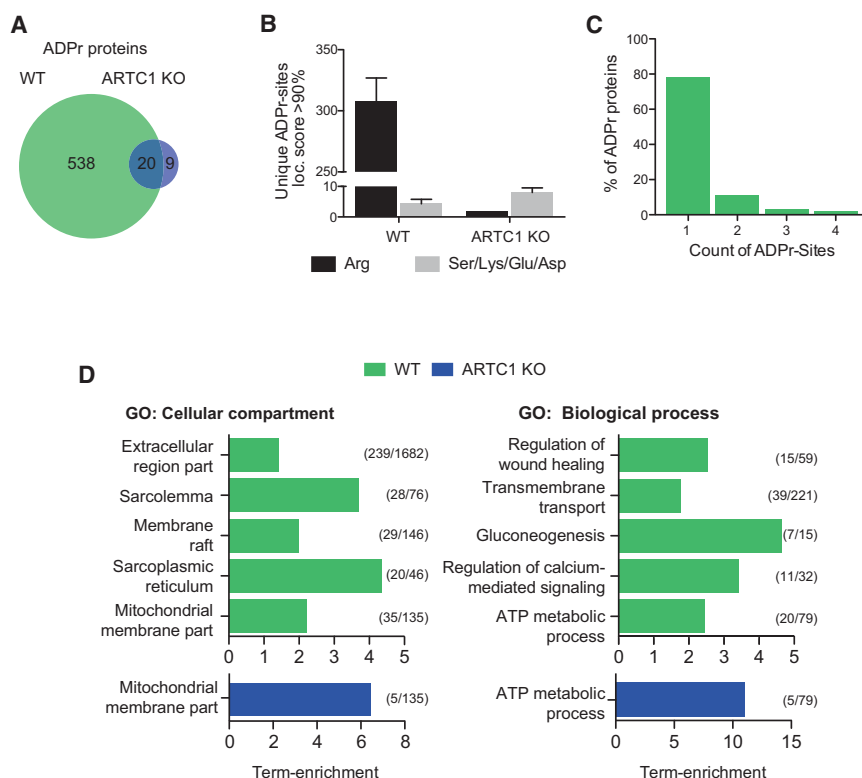 A
ADPr proteins
WT
ARTC1 KO
538
20
9
B
Unique ADPr-sites
loc. score >90%
350
300
250
10
0
WT
ARTC1 KO
Arg
Ser/Lys/Glu/Asp
C
% of ADPr proteins
100
80
60
40
20
0
1
2
3
4
Count of ADPr-Sites
D
WT
ARTC1 KO
GO: Cellular compartment
Extracellular
region part
(239/1682)
Sarcolemma
(28/76)
Membrane
raft
(29/146)
Sarcoplasmic
reticulum
(20/46)
Mitochondrial
membrane part
(35/135)
0
1
2
3
4
5
Mitochondrial
membrane part
(5/135)
0
2
4
6
8
Term-enrichment
GO: Biological process
Regulation of
wound healing
(15/59)
Transmembrane
transport
(39/221)
Gluconeogenesis
(7/15)
Regulation of calcium-
mediated signaling
(11/32)
ATP metabolic
process
(20/79)
0
1
2
3
4
5
ATP metabolic
process
(5/79)
0
5
10
15
Term-enrichment